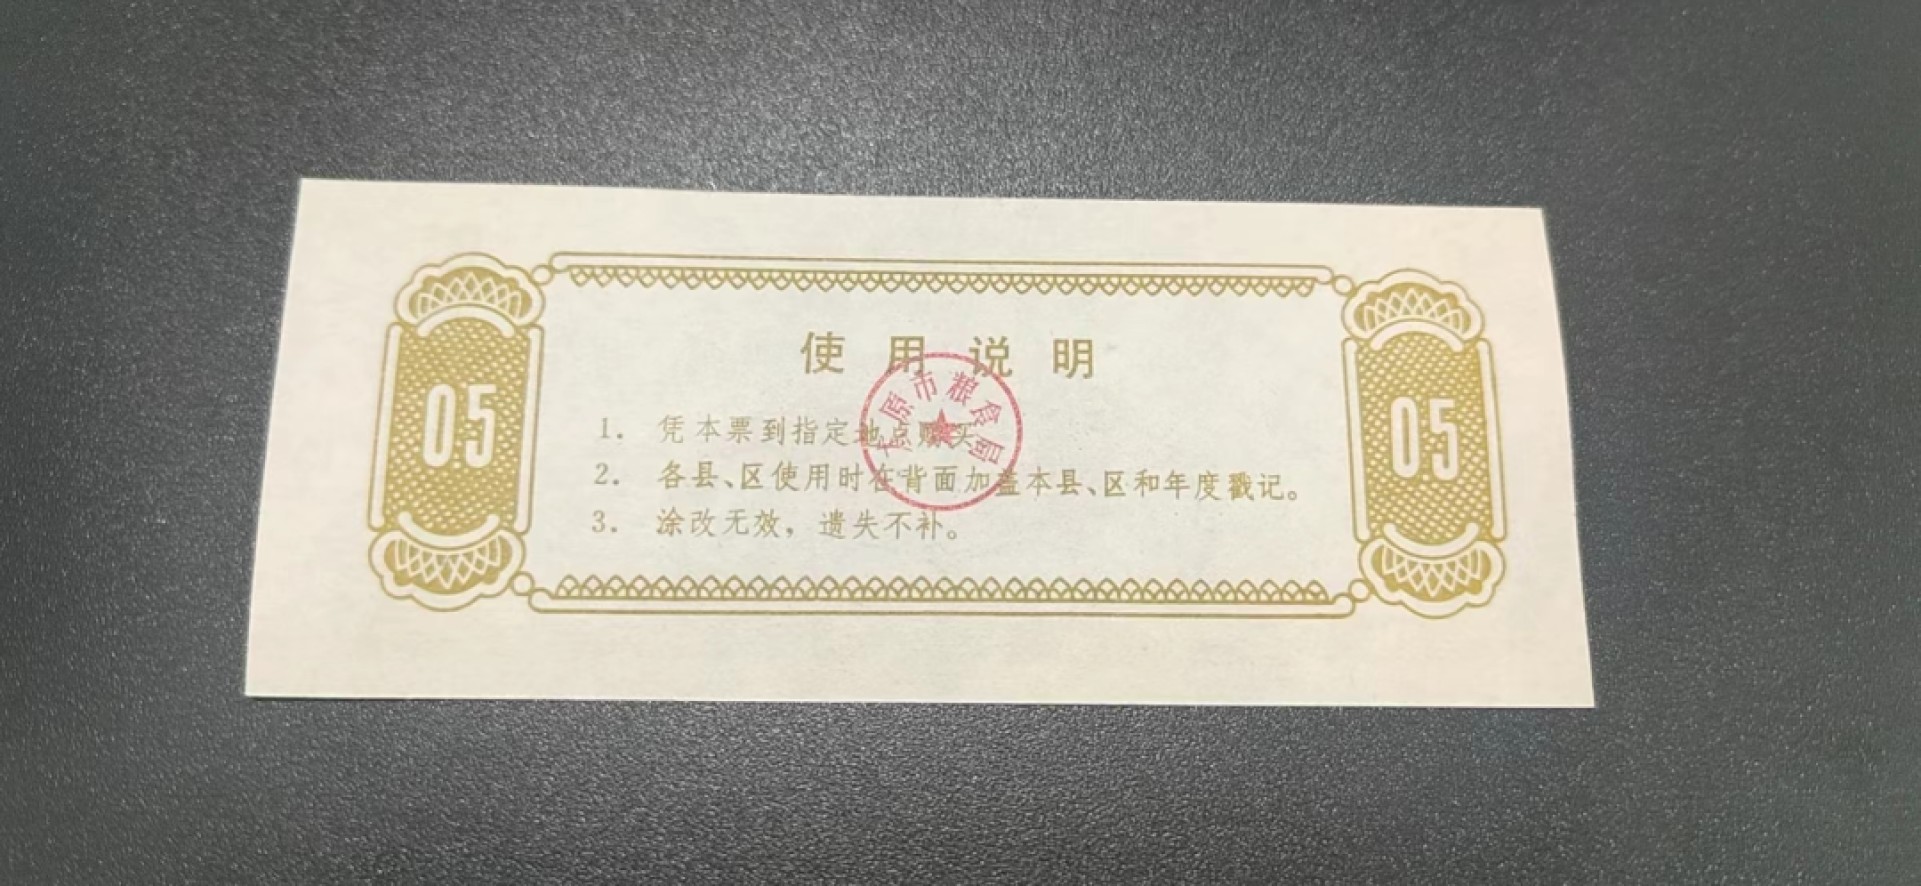 使用说明
太原市粮食局
05
1. 凭本票到指定地点购买
2. 各县、区使用时在背面加盖本县、区和年度戳记。
3. 涂改无效，遗失不补。
05